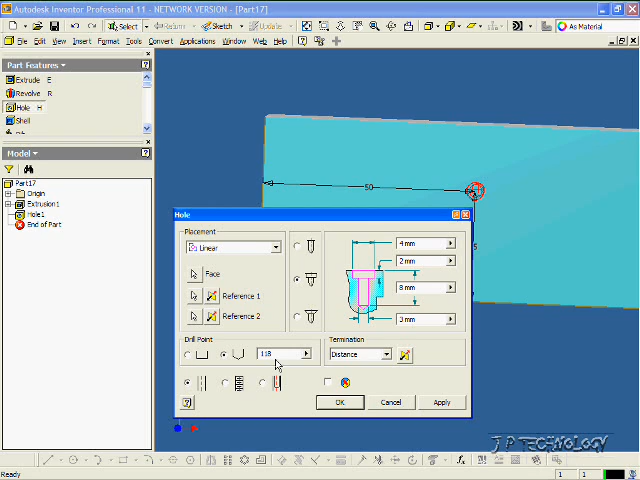 Autodesk Inventor Professional 11 - NETWORK VERSION - [Part17]
Select Return Sketch Update As Material
File Edit View Insert Format Tools Convert Applications Window Web Help
Part Features
Extrude E
Revolve R
Hole H
Shell
Rib
Model
Part17
Origin
Extrusion1
Hole1
End of Part
50
Hole
Placement
Linear
Face
Reference 1
Reference 2
4 mm
2 mm
8 mm
3 mm
Drill Point
118
Termination
Distance
OK Cancel Apply
J P TECHNOLOGY
Ready
1 1